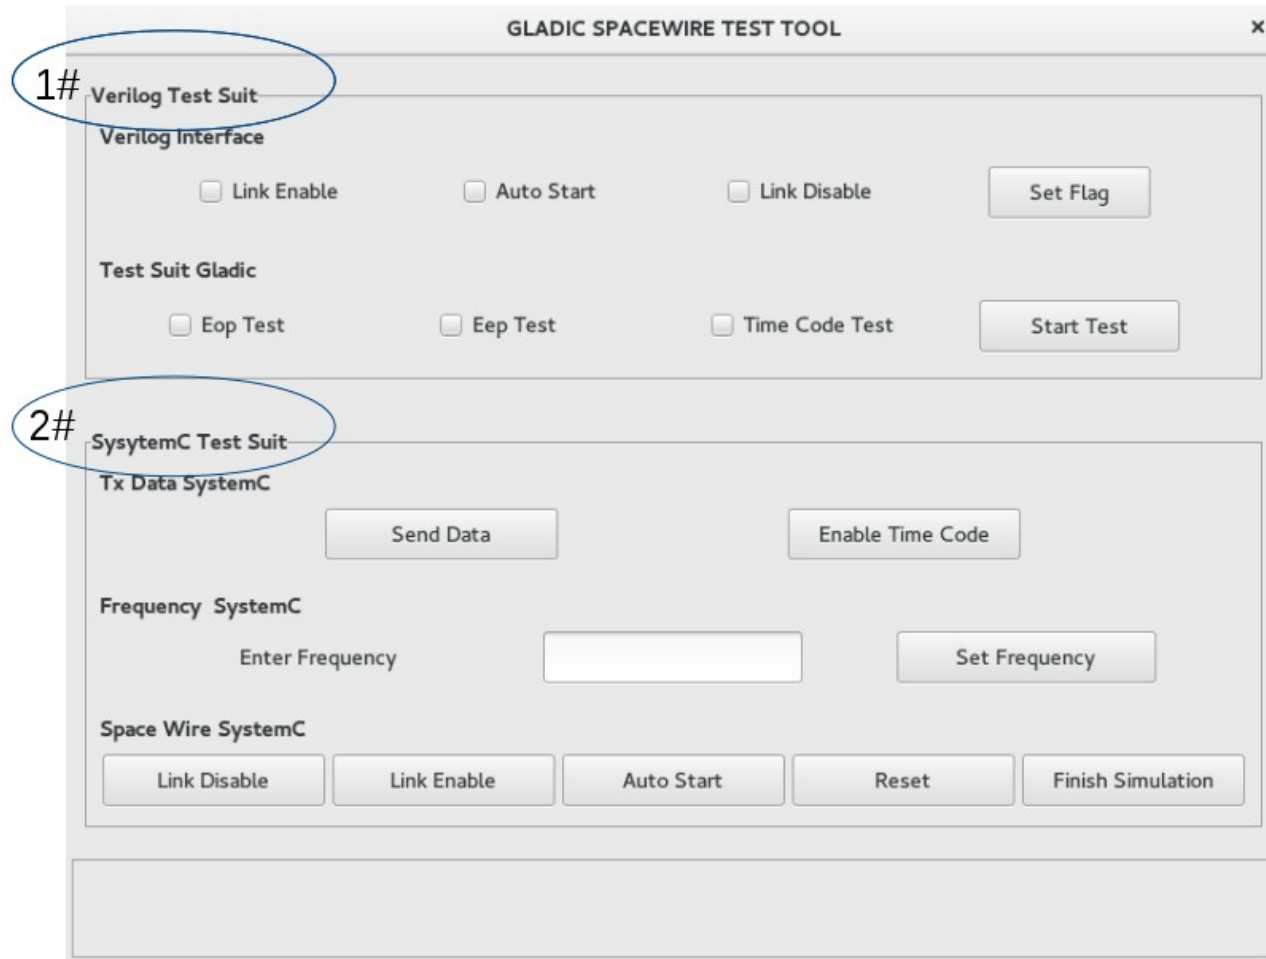 GLADIC SPACEWIRE TEST TOOL ×
1# Verilog Test Suit
Verilog Interface
Link Enable Auto Start Link Disable Set Flag
Test Suit Gladic
Eop Test Eep Test Time Code Test Start Test
2# SysytemC Test Suit
Tx Data SystemC
Send Data Enable Time Code
Frequency SystemC
Enter Frequency Set Frequency
Space Wire SystemC
Link Disable Link Enable Auto Start Reset Finish Simulation